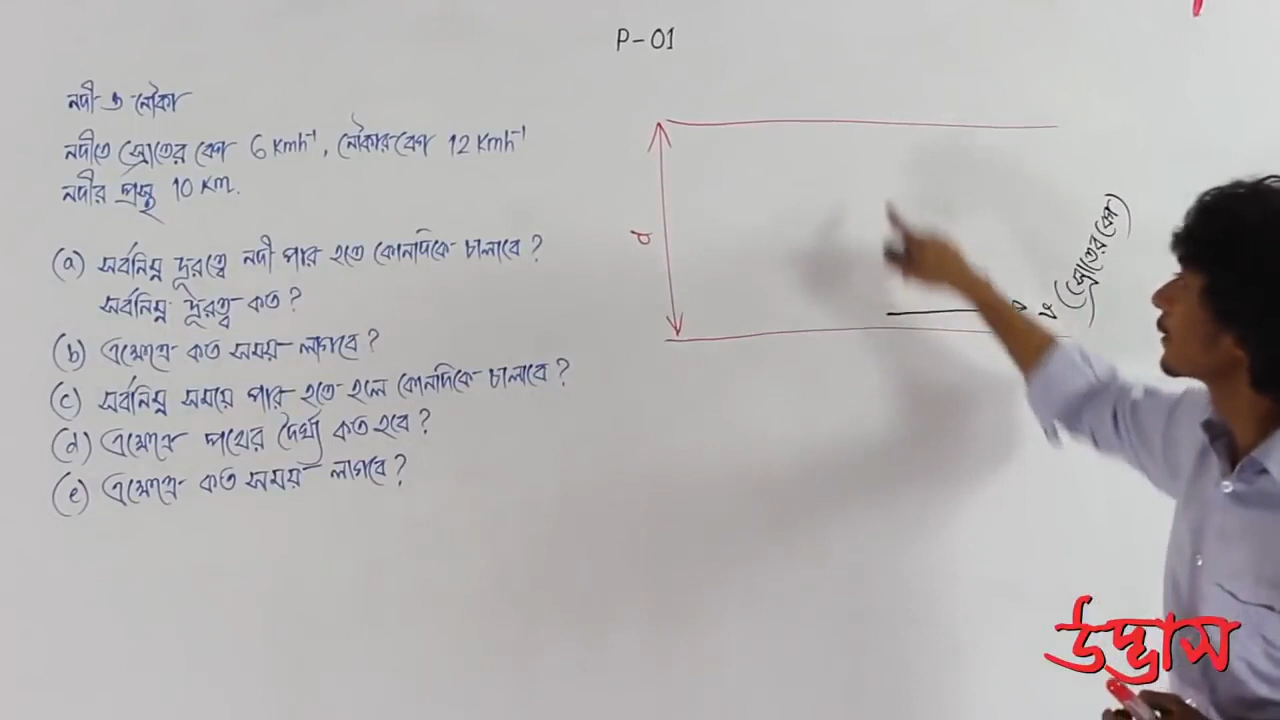 P-01
নদী ও নৌকা
নদীতে স্রোতের বেগ 6 Kmh⁻¹, নৌকার বেগ 12 Kmh⁻¹
নদীর প্রস্থ 10 Km.
(a) সর্বনিম্ন দূরত্বে নদী পার হতে কোনদিকে চালাবে?
সর্বনিম্ন দূরত্ব কত?
(b) এক্ষেত্রে কত সময় লাগবে?
(c) সর্বনিম্ন সময়ে পার হতে হলে কোনদিকে চালাবে?
(d) এক্ষেত্রে পথের দৈর্ঘ্য কত হবে?
(e) এক্ষেত্রে কত সময় লাগবে?
d
v (স্রোতের বেগ)
উদ্ভাস